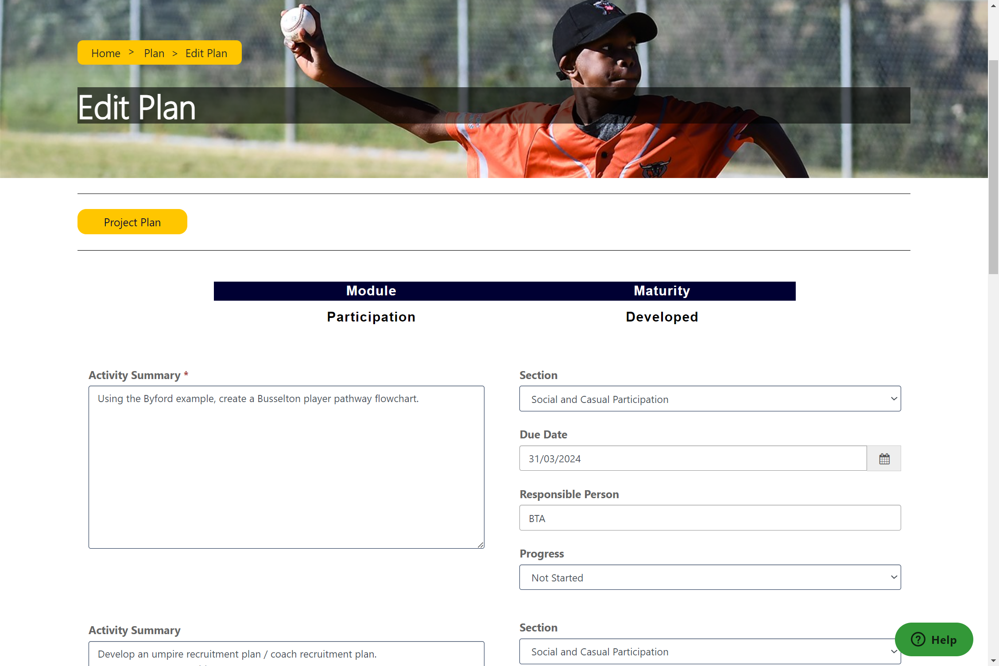 Home > Plan > Edit Plan
Edit Plan
Project Plan
Module Maturity
Participation Developed
Activity Summary *
Using the Byford example, create a Busselton player pathway flowchart.
Section
Social and Casual Participation
Due Date
31/03/2024
Responsible Person
BTA
Progress
Not Started
Activity Summary
Develop an umpire recruitment plan / coach recruitment plan.
Section
Social and Casual Participation
Help